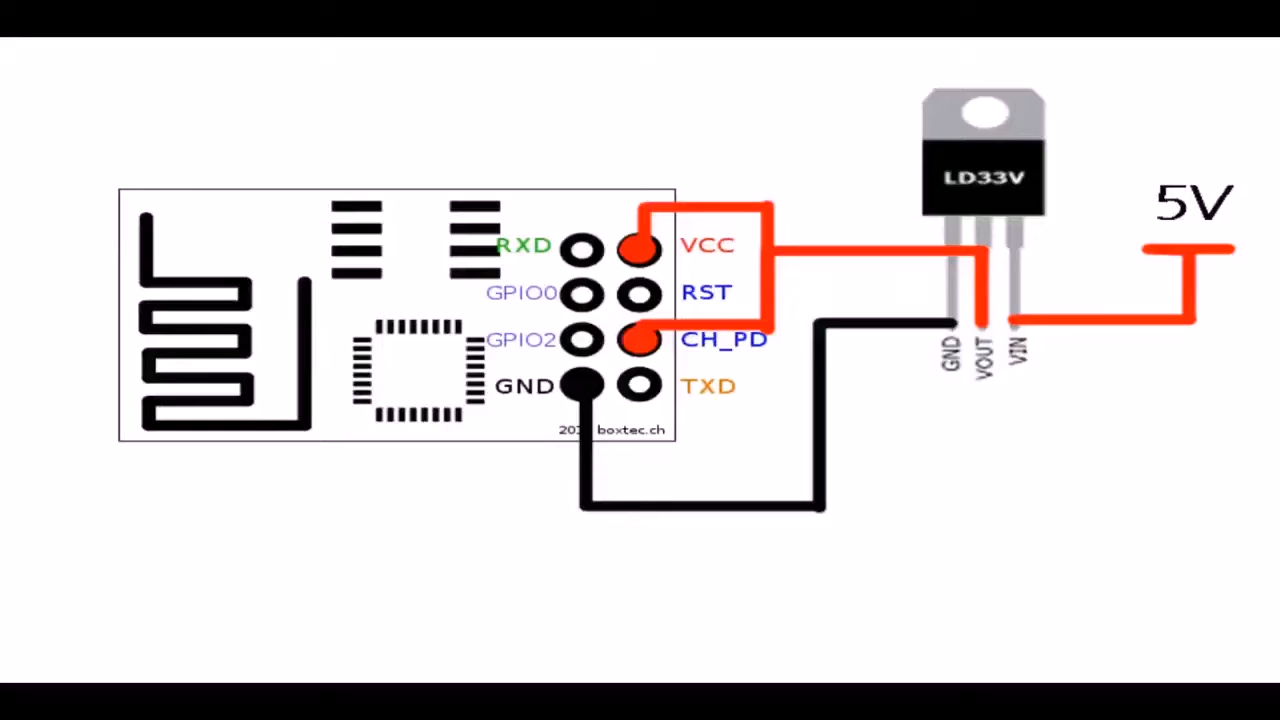 LD33V
5V
RXD
VCC
GPIO0
RST
GPIO2
CH_PD
GND
TXD
GND
VOUT
VIN
boxtec.ch